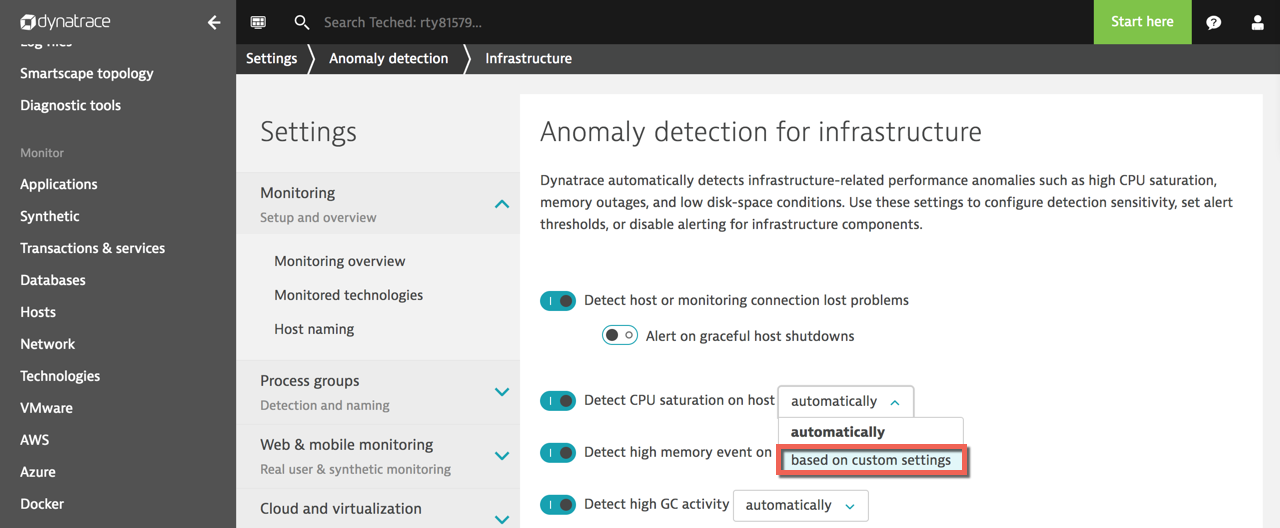 dynatrace
Search Teched: rty81579...
Start here
Log files
Smartscape topology
Diagnostic tools
Monitor
Applications
Synthetic
Transactions & services
Databases
Hosts
Network
Technologies
VMware
AWS
Azure
Docker
Settings
Anomaly detection
Infrastructure
Settings
Monitoring
Setup and overview
Monitoring overview
Monitored technologies
Host naming
Process groups
Detection and naming
Web & mobile monitoring
Real user & synthetic monitoring
Cloud and virtualization
Anomaly detection for infrastructure
Dynatrace automatically detects infrastructure-related performance anomalies such as high CPU saturation,
memory outages, and low disk-space conditions. Use these settings to configure detection sensitivity, set alert
thresholds, or disable alerting for infrastructure components.
Detect host or monitoring connection lost problems
Alert on graceful host shutdowns
Detect CPU saturation on host automatically
automatically
based on custom settings
Detect high memory event on
Detect high GC activity automatically